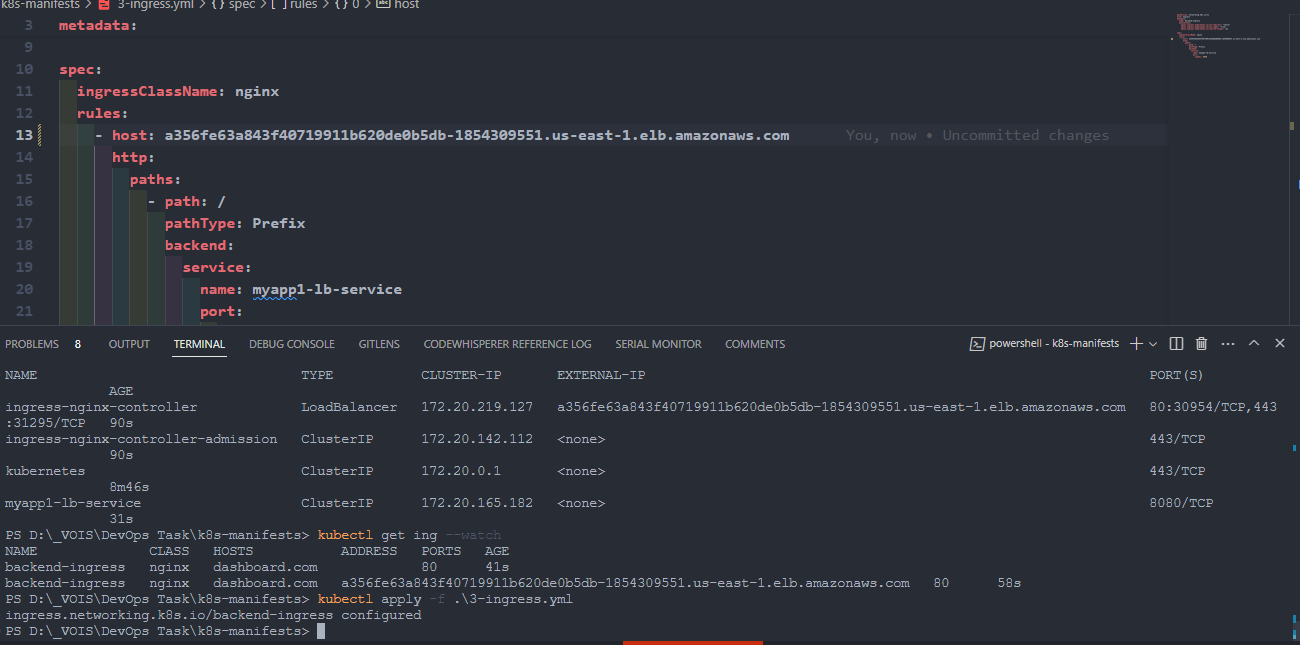 k8s-manifests > 3-ingress.yml > {} spec > [ ] rules > {} 0 > abc host
3 metadata:
9
10 spec:
11 ingressClassName: nginx
12 rules:
13 - host: a356fe63a843f40719911b620de0b5db-1854309551.us-east-1.elb.amazonaws.com You, now • Uncommitted changes
14 http:
15 paths:
16 - path: /
17 pathType: Prefix
18 backend:
19 service:
20 name: myapp1-lb-service
21 port:
PROBLEMS 8 OUTPUT TERMINAL DEBUG CONSOLE GITLENS CODEWHISPERER REFERENCE LOG SERIAL MONITOR COMMENTS powershell - k8s-manifests
NAME TYPE CLUSTER-IP EXTERNAL-IP PORT(S)
AGE
ingress-nginx-controller LoadBalancer 172.20.219.127 a356fe63a843f40719911b620de0b5db-1854309551.us-east-1.elb.amazonaws.com 80:30954/TCP,443
:31295/TCP 90s
ingress-nginx-controller-admission ClusterIP 172.20.142.112 <none> 443/TCP
90s
kubernetes ClusterIP 172.20.0.1 <none> 443/TCP
8m46s
myapp1-lb-service ClusterIP 172.20.165.182 <none> 8080/TCP
31s
PS D:\_VOIS\DevOps Task\k8s-manifests> kubectl get ing --watch
NAME CLASS HOSTS ADDRESS PORTS AGE
backend-ingress nginx dashboard.com 80 41s
backend-ingress nginx dashboard.com a356fe63a843f40719911b620de0b5db-1854309551.us-east-1.elb.amazonaws.com 80 58s
PS D:\_VOIS\DevOps Task\k8s-manifests> kubectl apply -f .\3-ingress.yml
ingress.networking.k8s.io/backend-ingress configured
PS D:\_VOIS\DevOps Task\k8s-manifests>